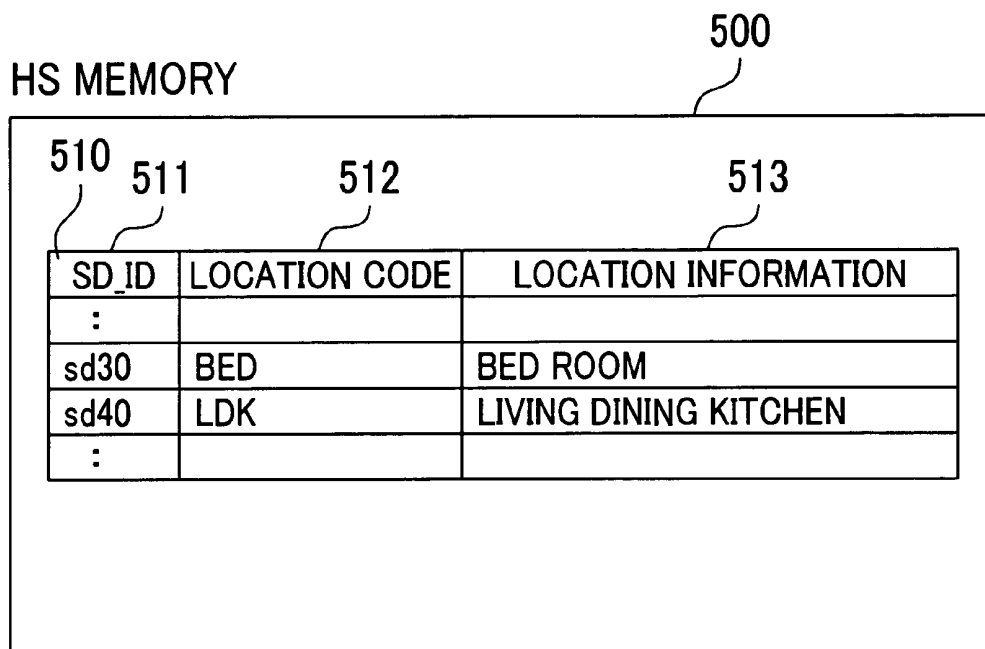 500
HS MEMORY
510 511 512 513
SD_ID LOCATION CODE LOCATION INFORMATION
:
sd30 BED BED ROOM
sd40 LDK LIVING DINING KITCHEN
: